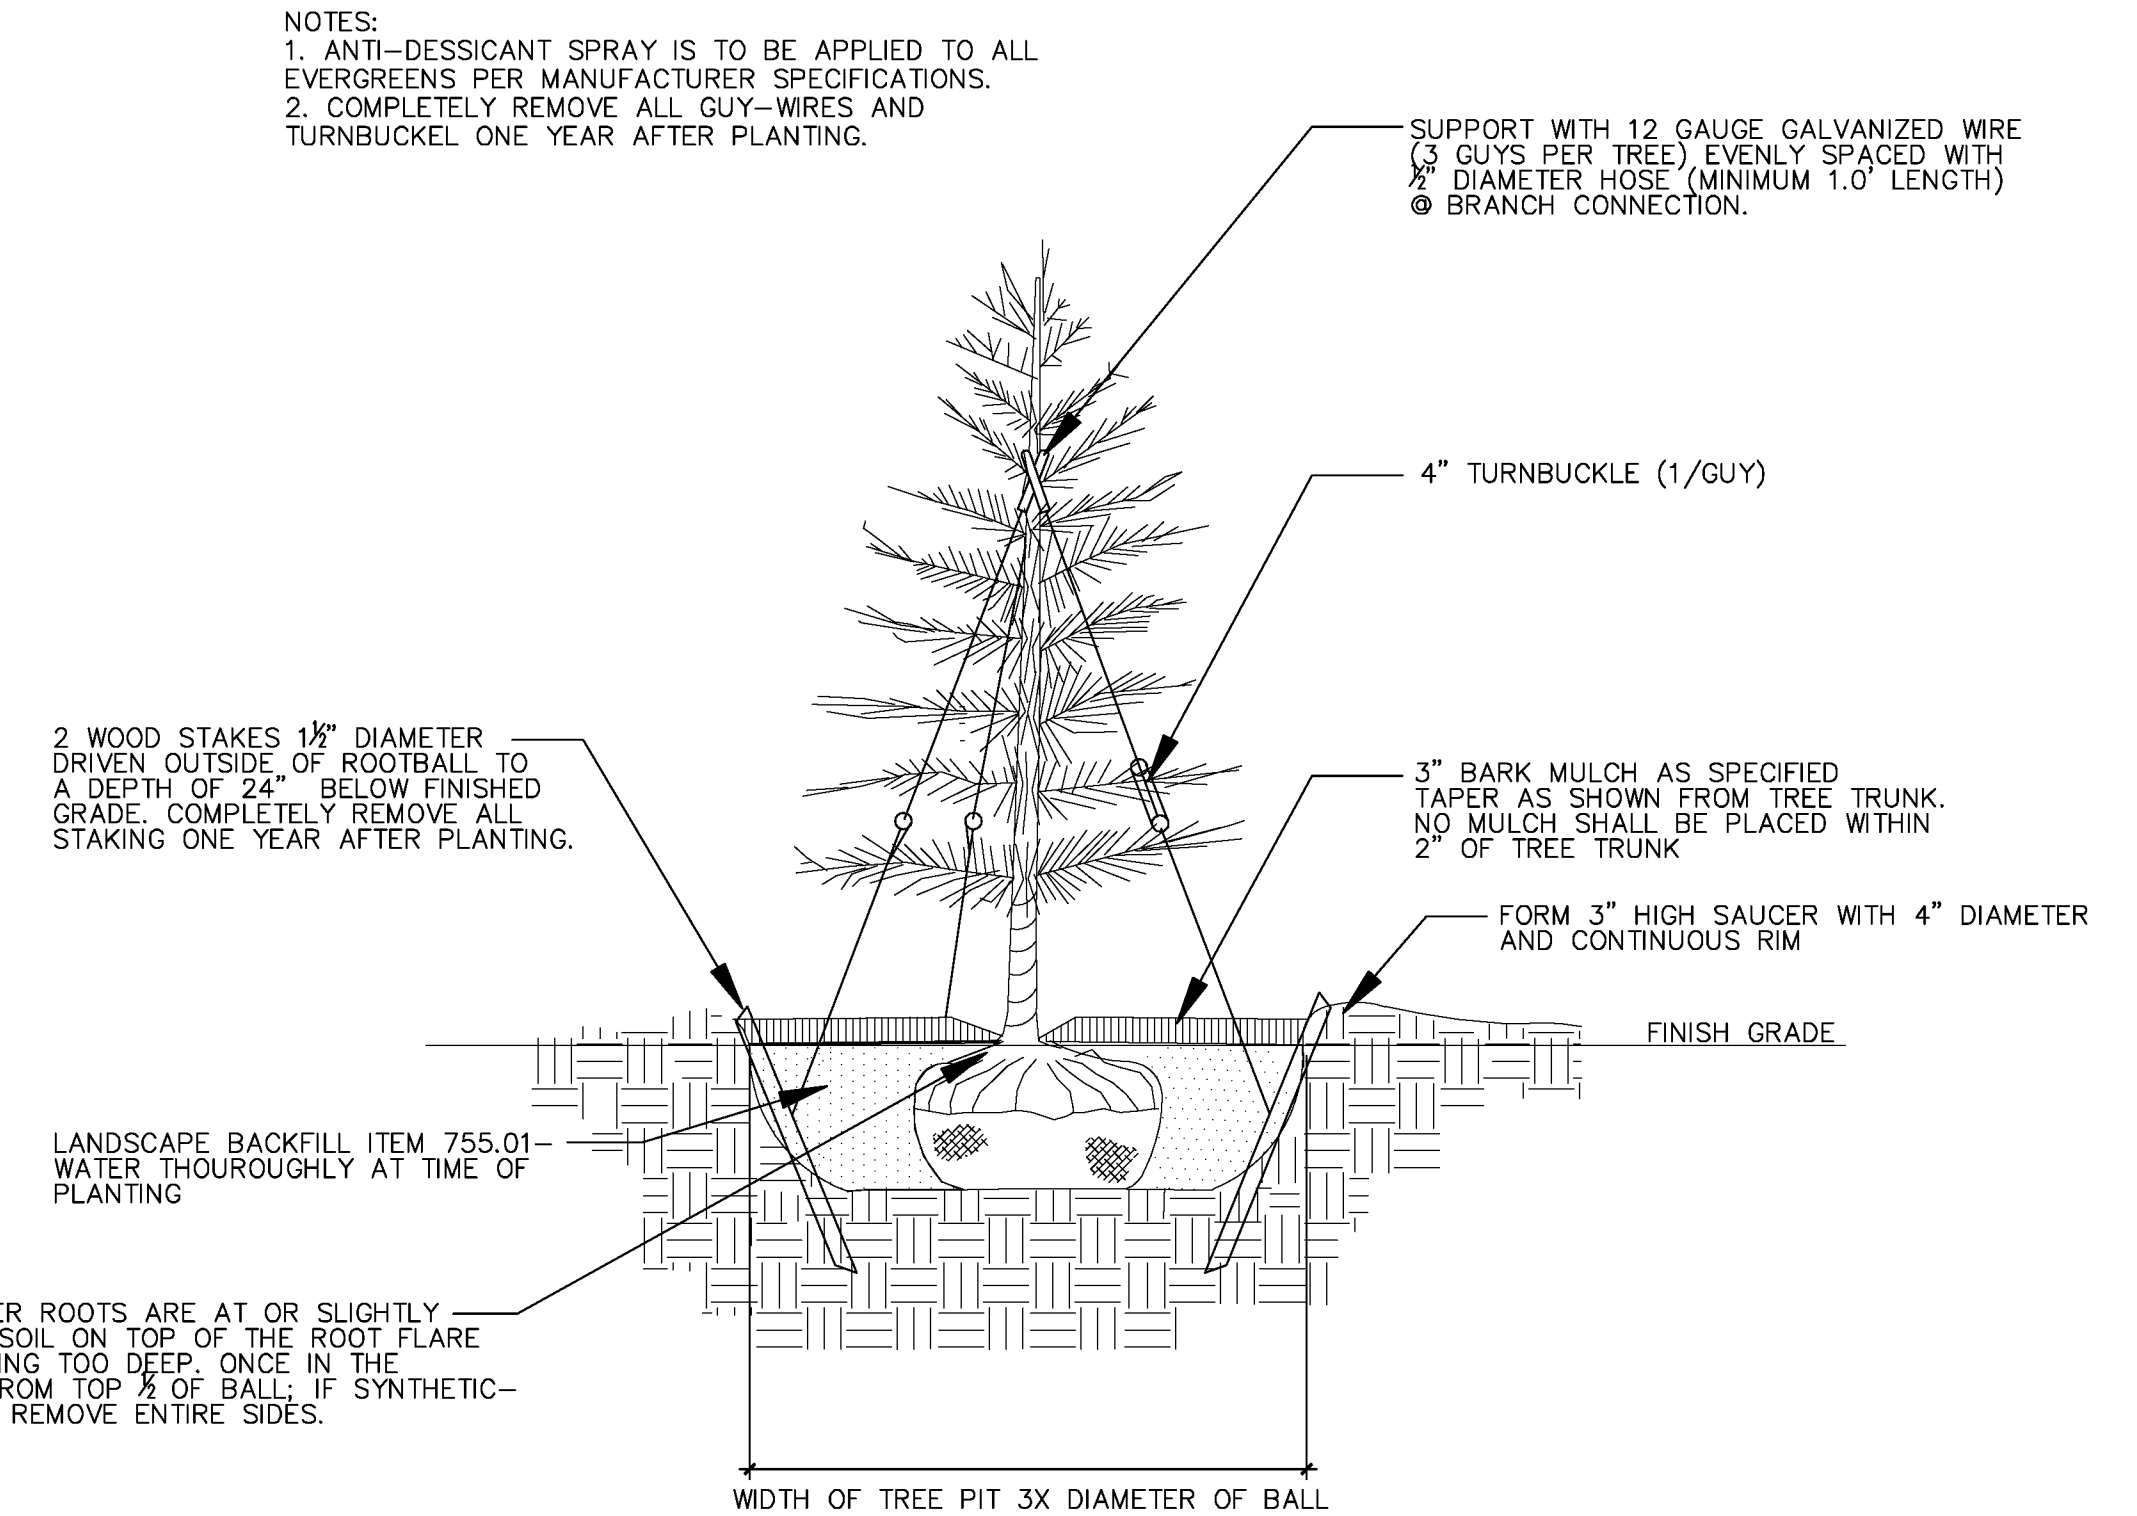 NOTES:
1. ANTI-DESSICANT SPRAY IS TO BE APPLIED TO ALL
EVERGREENS PER MANUFACTURER SPECIFICATIONS.
2. COMPLETELY REMOVE ALL GUY-WIRES AND
TURNBUCKEL ONE YEAR AFTER PLANTING.
SUPPORT WITH 12 GAUGE GALVANIZED WIRE
(3 GUYS PER TREE) EVENLY SPACED WITH
½" DIAMETER HOSE (MINIMUM 1.0' LENGTH)
@ BRANCH CONNECTION.
4" TURNBUCKLE (1/GUY)
2 WOOD STAKES 1½" DIAMETER
DRIVEN OUTSIDE OF ROOTBALL TO
A DEPTH OF 24" BELOW FINISHED
GRADE. COMPLETELY REMOVE ALL
STAKING ONE YEAR AFTER PLANTING.
3" BARK MULCH AS SPECIFIED
TAPER AS SHOWN FROM TREE TRUNK.
NO MULCH SHALL BE PLACED WITHIN
2" OF TREE TRUNK
FORM 3" HIGH SAUCER WITH 4" DIAMETER
AND CONTINUOUS RIM
FINISH GRADE
LANDSCAPE BACKFILL ITEM 755.01-
WATER THOUROUGHLY AT TIME OF
PLANTING
ER ROOTS ARE AT OR SLIGHTLY
SOIL ON TOP OF THE ROOT FLARE
ING TOO DEEP. ONCE IN THE
ROM TOP ½ OF BALL; IF SYNTHETIC-
REMOVE ENTIRE SIDES.
WIDTH OF TREE PIT 3X DIAMETER OF BALL